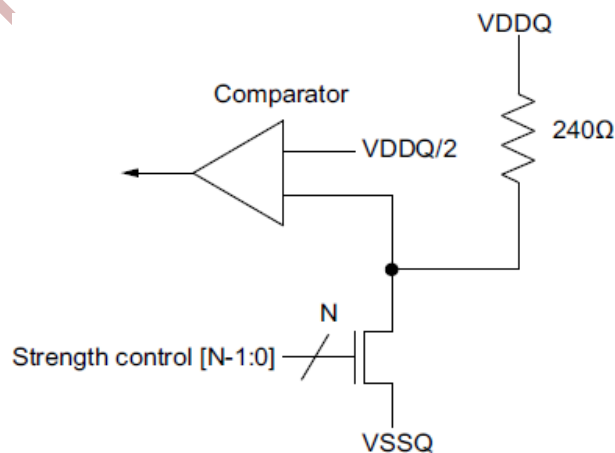 VDDQ
Comparator
VDDQ/2
240Ω
N
Strength control [N-1:0]
VSSQ